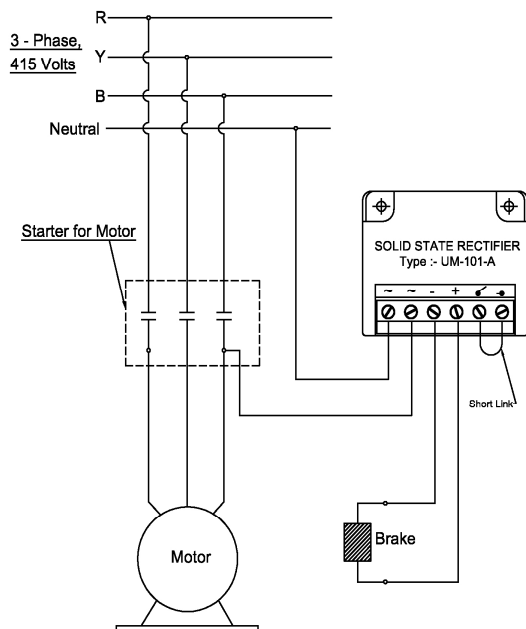 R
3 - Phase,
415 Volts
Y
B
Neutral
Starter for Motor
SOLID STATE RECTIFIER
Type :- UM-101-A
~ ~ - +
Short Link
Brake
Motor